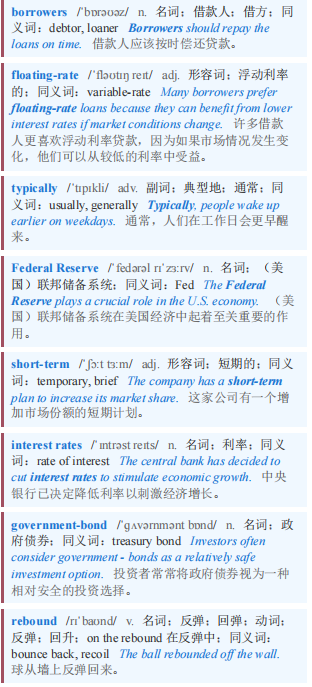 borrowers /ˈbɒrəʊəz/ n. 名词；借款人；借方；同
义词：debtor, loaner Borrowers should repay the
loans on time. 借款人应该按时偿还贷款。
floating-rate /ˈfləʊtɪŋ reɪt/ adj. 形容词；浮动利率
的；同义词：variable-rate Many borrowers prefer
floating-rate loans because they can benefit from lower
interest rates if market conditions change. 许多借款
人更喜欢浮动利率贷款，因为如果市场情况发生变
化，他们可以从较低的利率中受益。
typically /ˈtɪpɪkli/ adv. 副词；典型地；通常；同
义词：usually, generally Typically, people wake up
earlier on weekdays. 通常，人们在工作日会更早醒
来。
Federal Reserve /ˈfedərəl rɪˈzɜːrv/ n. 名词；（美
国）联邦储备系统；同义词：Fed The Federal
Reserve plays a crucial role in the U.S. economy. （美
国）联邦储备系统在美国经济中起着至关重要的作
用。
short-term /ˈʃɔːt tɜːm/ adj. 形容词；短期的；同义
词：temporary, brief The company has a short-term
plan to increase its market share. 这家公司有一个增
加市场份额的短期计划。
interest rates /ˈɪntrəst reɪts/ n. 名词；利率；同义
词：rate of interest The central bank has decided to
cut interest rates to stimulate economic growth. 中央
银行已决定降低利率以刺激经济增长。
government-bond /ˈɡʌvərnmənt bɒnd/ n. 名词；政
府债券；同义词：treasury bond Investors often
consider government - bonds as a relatively safe
investment option. 投资者常常将政府债券视为一种
相对安全的投资选择。
rebound /rɪˈbaʊnd/ v. 名词；反弹；回弹；动词；
反弹；回升；on the rebound 在反弹中；同义词：
bounce back, recoil The ball rebounded off the wall.
球从墙上反弹回来。